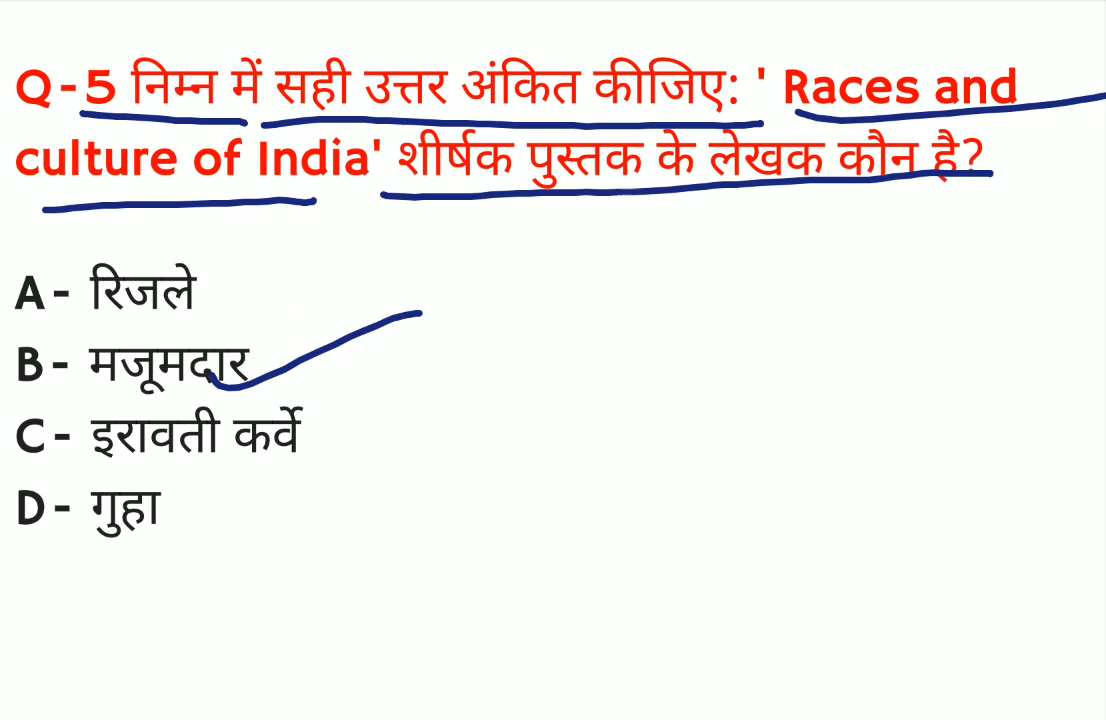 Q-5 निम्न में सही उत्तर अंकित कीजिए: ' Races and
culture of India' शीर्षक पुस्तक के लेखक कौन है?
A- रिजले
B- मजूमदार
C- इरावती कर्वे
D- गुहा